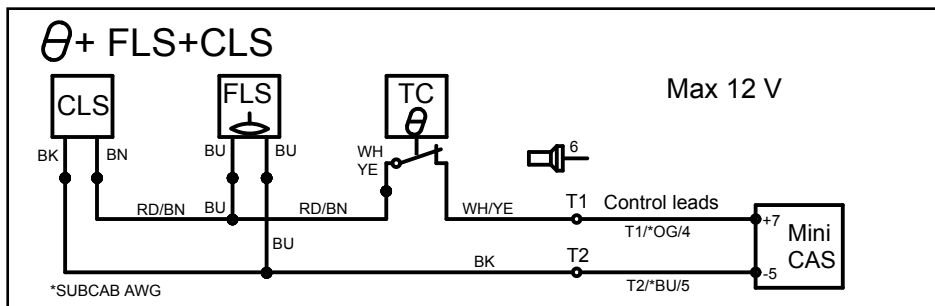 θ+ FLS+CLS
CLS
FLS
TC
θ
Max 12 V
BK
BN
BU
BU
WH
YE
6
RD/BN
BU
RD/BN
WH/YE
T1
Control leads
T1/*OG/4
+7
Mini
CAS
BU
BK
T2
T2/*BU/5
-5
*SUBCAB AWG